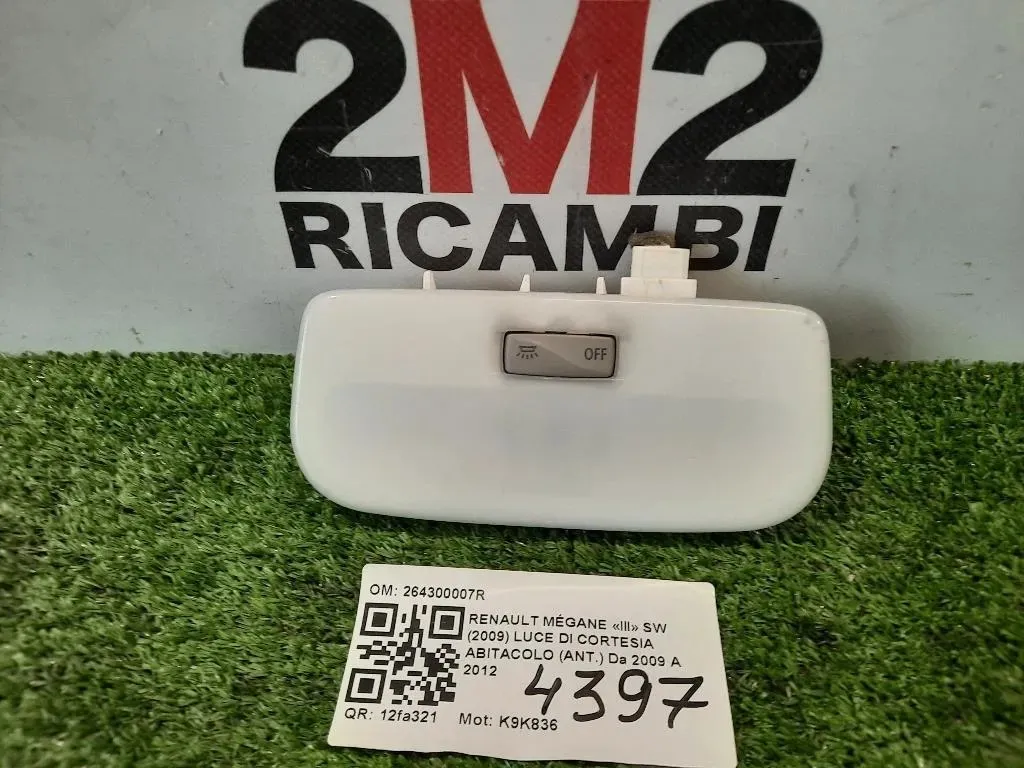 2M2
RICAMBI
OFF
OM: 264300007R
RENAULT MÉGANE «III» SW
(2009) LUCE DI CORTESIA
ABITACOLO (ANT.) Da 2009 A
2012
4397
QR: 12fa321 Mot: K9K836